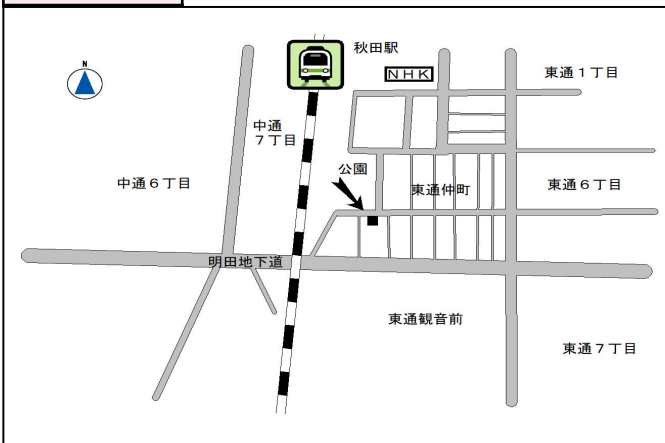 秋田駅
N
NHK
東通1丁目
中通
7丁目
公園
中通6丁目
東通仲町
東通6丁目
明田地下道
東通観音前
東通7丁目